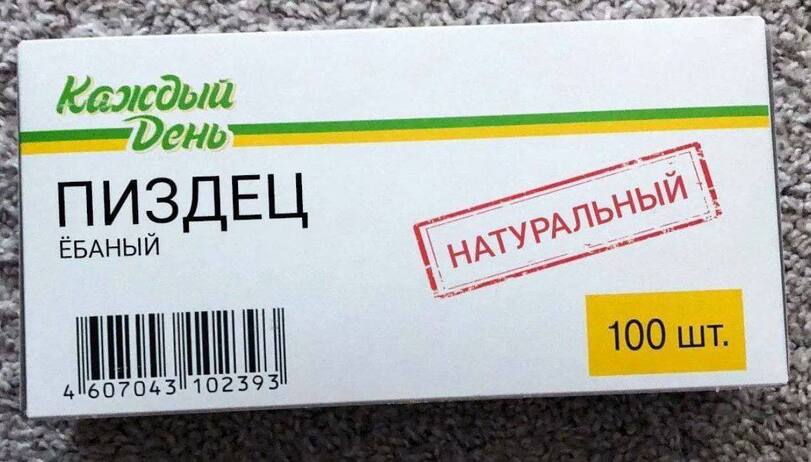 Каждый
День
ПИЗДЕЦ
ЁБАНЫЙ
НАТУРАЛЬНЫЙ
100 шт.
4 607043 102393